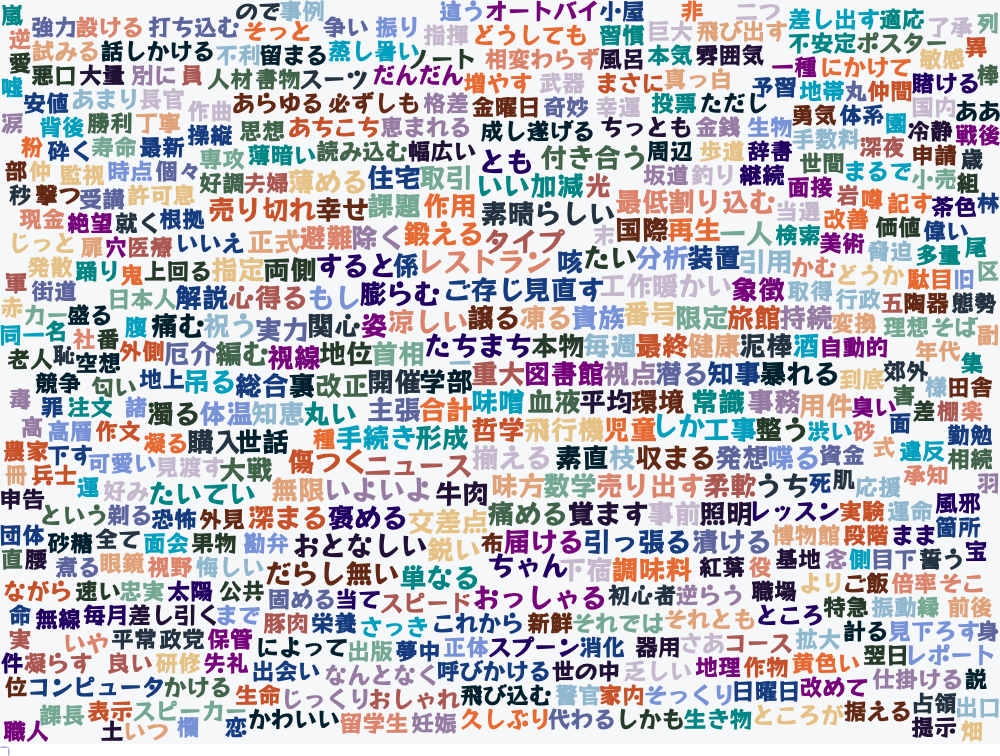 嵐 ので 事例 違う オートバイ 小屋 非 二つ 差し出す 適応 了承 列
逆 強力 設ける 打ち込む そっと 争い 振り 指揮 どうしても 習慣 巨大 飛び出す 不安定 ポスター 異
愛 試みる 話しかける 不利 留まる 蒸し暑い ノート 相変わらず 風呂 本気 雰囲気 一種 にかけて 敏感 棒
嘘 悪口 大量 別に 員 人材 書物 スーツ だんだん 増やす 武器 まさに 真っ白 予習 地帯 丸 仲間 賭ける
安値 あまり 長官 作曲 あらゆる 必ずしも 格差 金曜日 奇妙 幸運 投票 ただし 勇気 体系 園 国内 ああ
涙 背後 勝利 丁寧 操縦 思想 あちこち 恵まれる 成し遂げる ちっとも 金銭 生物 手数料 深夜 冷静 戦後
粉 砕く 寿命 最新 専攻 薄暗い 読み込む 幅広い とも 付き合う 周辺 歩道 辞書 世間 まるで 申請 歳
部 仲 監視 時点 個々 好調 夫婦 薄める 住宅 取引 いい加減 光 坂道 釣り 継続 面接 岩 噂 小売 組
秒 撃つ 受講 許可 息 売り切れ 幸せ 課題 作用 素晴らしい 最低 割り込む 当選 改善 記す 茶色 林
現金 絶望 就く 根拠 じっと 扉 穴 医療 いいえ 正式 避難 除く 鍛える タイプ 末 国際 再生 一人 検索 美術 価値 偉い 脅迫 多量 尾
軍 発散 踊り 鬼 上回る 指定 両側 すると 係 レストラン 咳 たい 分析 装置 引用 かむ どうか 駄目 旧 区
赤 街道 日本人 解説 心得る もし 膨らむ ご存じ 見直す 工作 暖かい 象徴 取得 行政 五 陶器 態勢
カー 盛る 腹 痛む 祝う 実力 関心 姿 涼しい 譲る 凍る 貴族 番号 限定 旅館 持続 変換 理想 そば 副
同一 名 社 番 外側 厄介 編む 視線 地位 首相 たちまち 本物 毎週 最終 健康 泥棒 酒 自動的 年代 集
老人 恥 空想 競争 匂い 地上 吊る 総合 裏 改正 開催 学部 重大 図書館 視点 潜る 知事 暴れる 到底 郊外 様 田舎
毒 罪 注文 諸 濁る 体温 知恵 丸い 主張 合計 味噌 血液 平均 環境 常識 事務 用件 臭い 害 差 棚 楽
高 高層 作文 凝る 購入 世話 種 手続き 形成 哲学 飛行機 児童 しか 工事 整う 渋い 砂 面 式 違反 勤勉
農家 下す 可愛い 見渡す 大戦 傷つく ニュース 揃える 素直 枝 収まる 発想 喋る 資金 相続
冊 兵士 運 好み たいてい 無限 いよいよ 牛肉 味方 数学 売り出す 柔軟 うち 死 肌 応援 承知 羽
申告 という 剃る 恐怖 外見 深まる 褒める 交差点 痛める 覚ます 事前 照明 レッスン 実験 運命 風邪 箇所
団体 砂糖 全て 面会 果物 勘弁 おとなしい 鋭い 布 届ける 引っ張る 漬ける 博物館 段階 まま 宝
直 腰 煮る 眼鏡 視野 悔しい だらし無い 単なる ちゃん 下宿 調味料 紅葉 役 基地 念 側 目下 誓う
ながら 速い 忠実 太陽 公共 固める 当て スピード おっしゃる 初心者 逆らう 職場 より ご飯 倍率 そこ
命 無線 毎月 差し引く まで 豚肉 栄養 さっき これから 新鮮 それでは それとも ところ 特急 振動 縁 前後
実 いや 平常 政党 保管 によって 出版 夢中 正体 スプーン 消化 器用 さあ コース 拡大 計る 見下ろす 身
件 凝らす 良い 研修 失礼 出会い なんとなく 呼びかける 世の中 乏しい 地理 作物 黄色い 翌日 レポート
位 コンピュータ かける 生命 じっくり おしゃれ 飛び込む 警官 家内 そっくり 日曜日 改めて 仕掛ける 説
課長 表示 スピーカー 恋 かわいい 留学生 妊娠 久しぶり 代わる しかも 生き物 ところが 据える 占領 出口
職人 土 いつ 欄 提示 畑